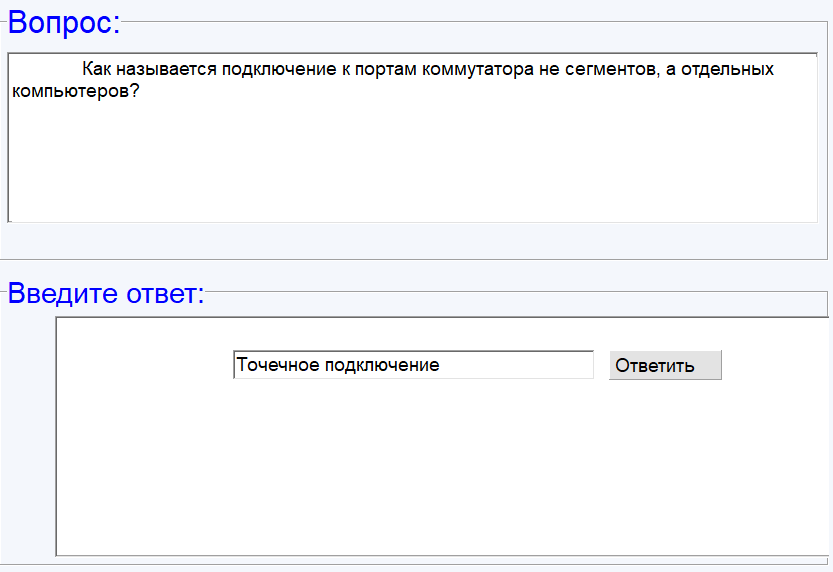 Вопрос:
Как называется подключение к портам коммутатора не сегментов, а отдельных
компьютеров?
Введите ответ:
Точечное подключение
Ответить